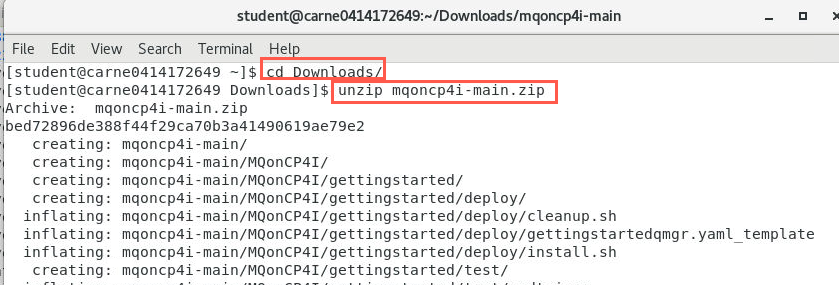 student@carne0414172649:~/Downloads/mqoncp4i-main
File Edit View Search Terminal Help
[student@carne0414172649 ~]$ cd Downloads/
[student@carne0414172649 Downloads]$ unzip mqoncp4i-main.zip
Archive:  mqoncp4i-main.zip
bed72896de388f44f29ca70b3a41490619ae79e2
   creating: mqoncp4i-main/
   creating: mqoncp4i-main/MQonCP4I/
   creating: mqoncp4i-main/MQonCP4I/gettingstarted/
   creating: mqoncp4i-main/MQonCP4I/gettingstarted/deploy/
  inflating: mqoncp4i-main/MQonCP4I/gettingstarted/deploy/cleanup.sh
  inflating: mqoncp4i-main/MQonCP4I/gettingstarted/deploy/gettingstartedqmgr.yaml_template
  inflating: mqoncp4i-main/MQonCP4I/gettingstarted/deploy/install.sh
   creating: mqoncp4i-main/MQonCP4I/gettingstarted/test/